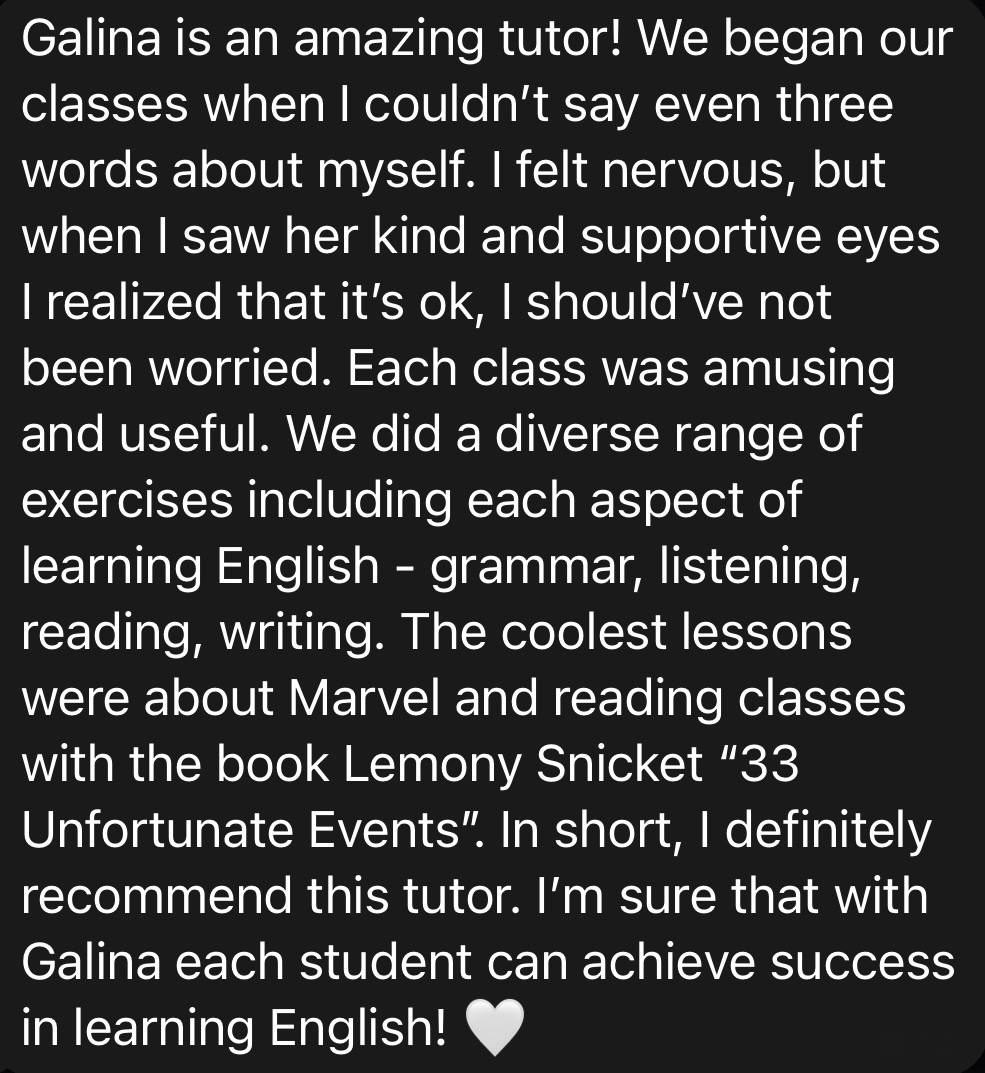 Galina is an amazing tutor! We began our
classes when I couldn’t say even three
words about myself. I felt nervous, but
when I saw her kind and supportive eyes
I realized that it’s ok, I should’ve not
been worried. Each class was amusing
and useful. We did a diverse range of
exercises including each aspect of
learning English - grammar, listening,
reading, writing. The coolest lessons
were about Marvel and reading classes
with the book Lemony Snicket “33
Unfortunate Events”. In short, I definitely
recommend this tutor. I’m sure that with
Galina each student can achieve success
in learning English! 🤍